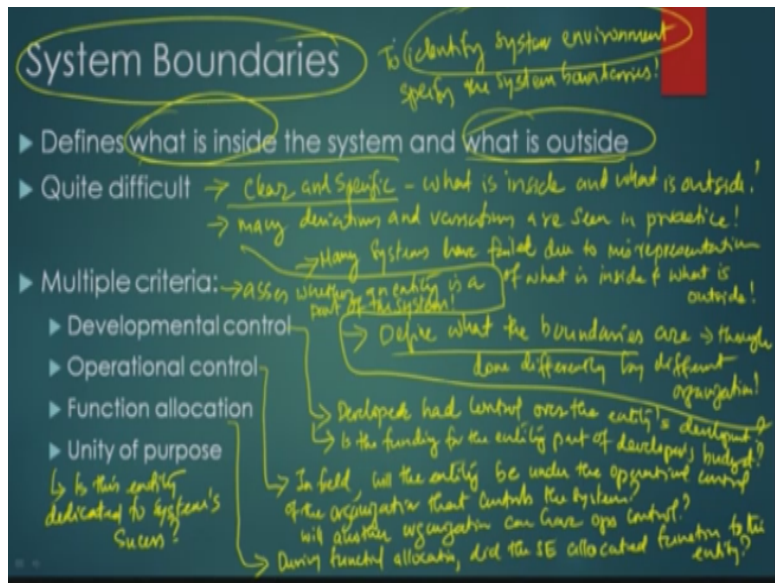 System Boundaries
To identify system environment
specify the system boundaries!
▶ Defines what is inside the system and what is outside
▶ Quite difficult → clear and specific - what is inside and what is outside!
→ many deviations and variations are seen in practice!
→ Many systems have failed due to misrepresentation
of what is inside & what is
outside!
▶ Multiple criteria: → asses whether an entity is a
part of the system!
→ Define what the boundaries are → though
done differently by different
organization!
▶ Developmental control
▶ Operational control
▶ Function allocation
▶ Unity of purpose
→ Developer had control over the entity's development?
→ Is the funding for the entity part of developer's budget?
→ Is this entity
dedicated to system's
Sucess?
→ In field will the entity be under the operational control
of the organization that controls the system?
will another organization can have ops control?
→ During functional allocation, did the SE allocated function to the
entity?